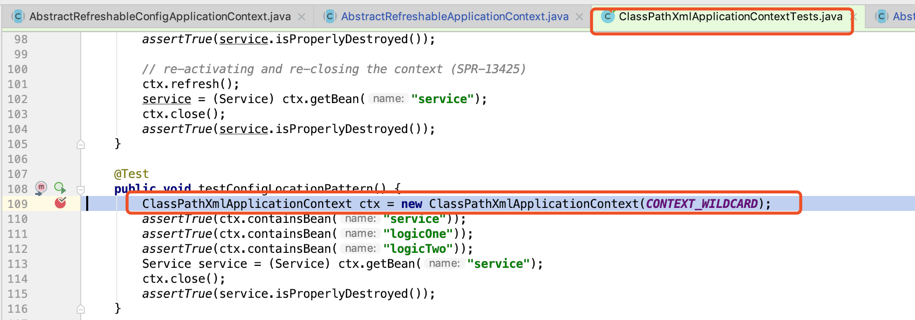 AbstractRefreshableConfigApplicationContext.java AbstractRefreshableApplicationContext.java ClassPathXmlApplicationContextTests.java Abs
98 assertTrue(service.isProperlyDestroyed());
99
100 // re-activating and re-closing the context (SPR-13425)
101 ctx.refresh();
102 service = (Service) ctx.getBean( name: "service");
103 ctx.close();
104 assertTrue(service.isProperlyDestroyed());
105 }
106
107 @Test
108 public void testConfigLocationPattern() {
109 ClassPathXmlApplicationContext ctx = new ClassPathXmlApplicationContext(CONTEXT_WILDCARD);
110 assertTrue(ctx.containsBean( name: "service"));
111 assertTrue(ctx.containsBean( name: "logicOne"));
112 assertTrue(ctx.containsBean( name: "logicTwo"));
113 Service service = (Service) ctx.getBean( name: "service");
114 ctx.close();
115 assertTrue(service.isProperlyDestroyed());
116 }